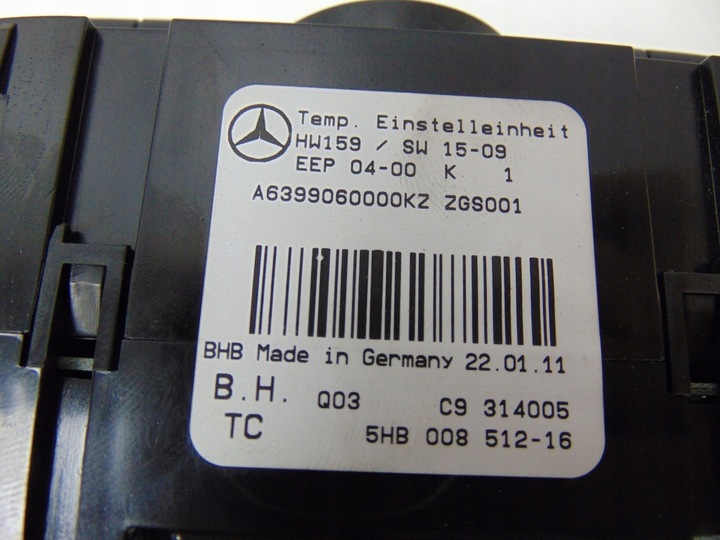 Temp. Einstelleinheit
HW159 / SW 15-09
EEP 04-00 K 1
A6399060000KZ ZGS001
BHB Made in Germany 22.01.11
B.H. Q03 C9 314005
TC 5HB 008 512-16